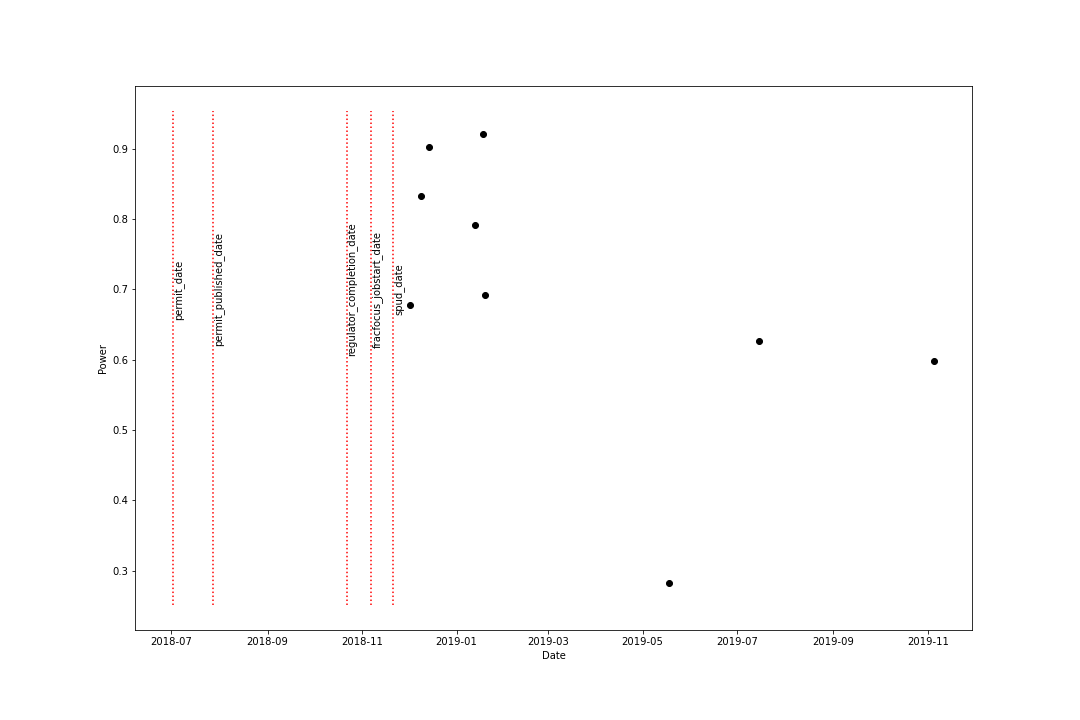 0.9
0.8
0.7
0.6
0.5
0.4
0.3
Power
permit_date
permit_published_date
regulator_completion_date
fracfocus_jobstart_date
spud_date
2018-07
2018-09
2018-11
2019-01
2019-03
2019-05
2019-07
2019-09
2019-11
Date